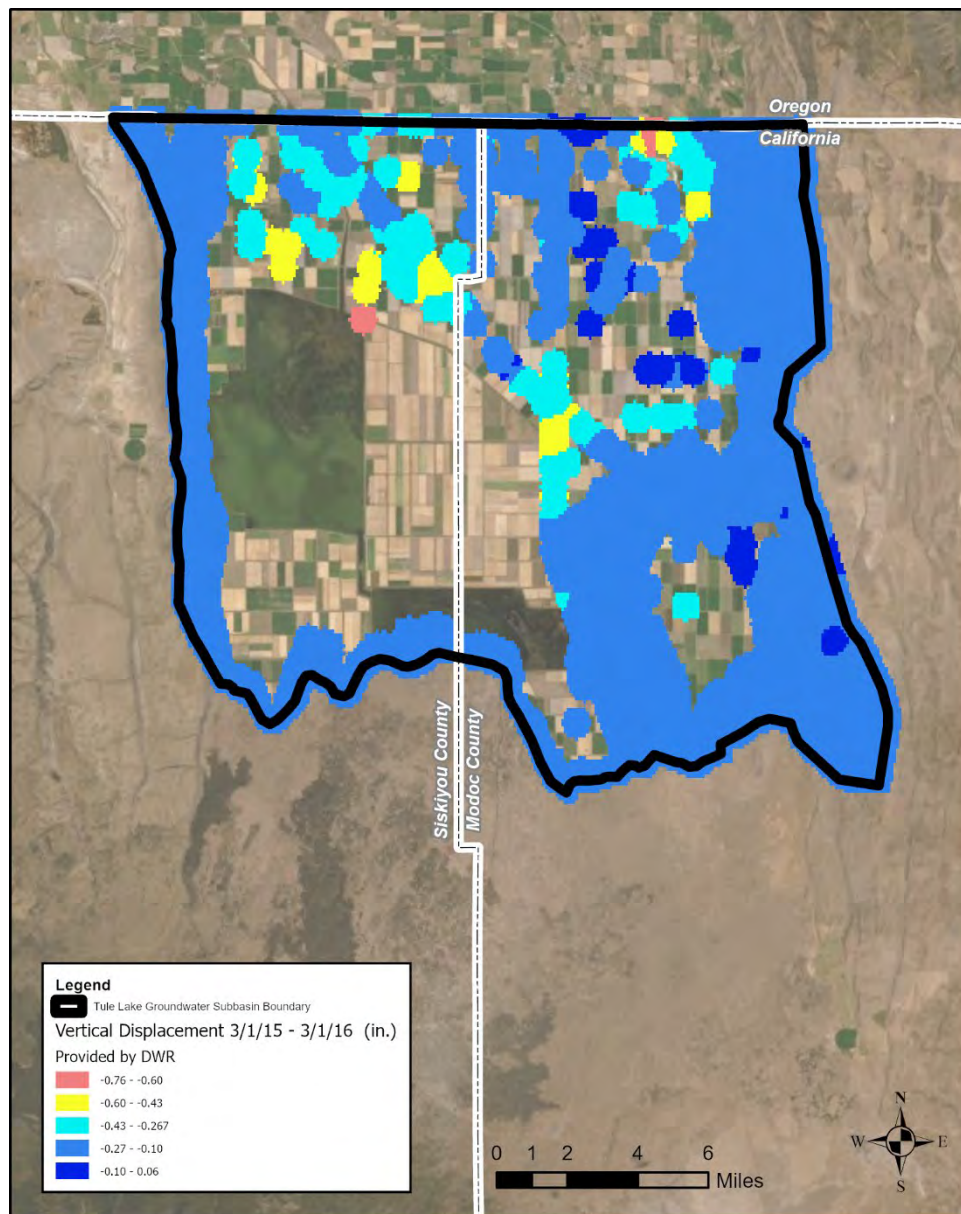 Oregon
California
Siskiyou County
Modoc County
Legend
Tule Lake Groundwater Subbasin Boundary
Vertical Displacement 3/1/15 - 3/1/16 (in.)
Provided by DWR
-0.76 - -0.60
-0.60 - -0.43
-0.43 - -0.267
-0.27 - -0.10
-0.10 - 0.06
0 1 2 4 6
Miles
N
W E
S